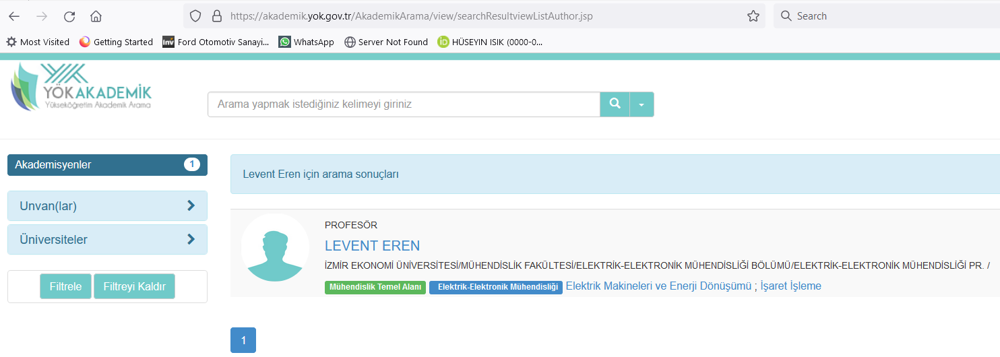 https://akademik.yok.gov.tr/AkademikArama/view/searchResultviewListAuthor.jsp
Search
Most Visited
Getting Started
Ford Otomotiv Sanayi...
WhatsApp
Server Not Found
HÜSEYIN ISIK (0000-0...
YÖKAKADEMİK
Yükseköğretim Akademik Arama
Arama yapmak istediğiniz kelimeyi giriniz
Akademisyenler 1
Unvan(lar)
Üniversiteler
Filtrele
Filtreyi Kaldır
Levent Eren için arama sonuçları
PROFESÖR
LEVENT EREN
İZMİR EKONOMİ ÜNİVERSİTESİ/MÜHENDİSLİK FAKÜLTESİ/ELEKTRİK-ELEKTRONİK MÜHENDİSLİĞİ BÖLÜMÜ/ELEKTRİK-ELEKTRONİK MÜHENDİSLİĞİ PR. /
Mühendislik Temel Alanı Elektrik-Elektronik Mühendisliği Elektrik Makineleri ve Enerji Dönüşümü ; İşaret İşleme
1